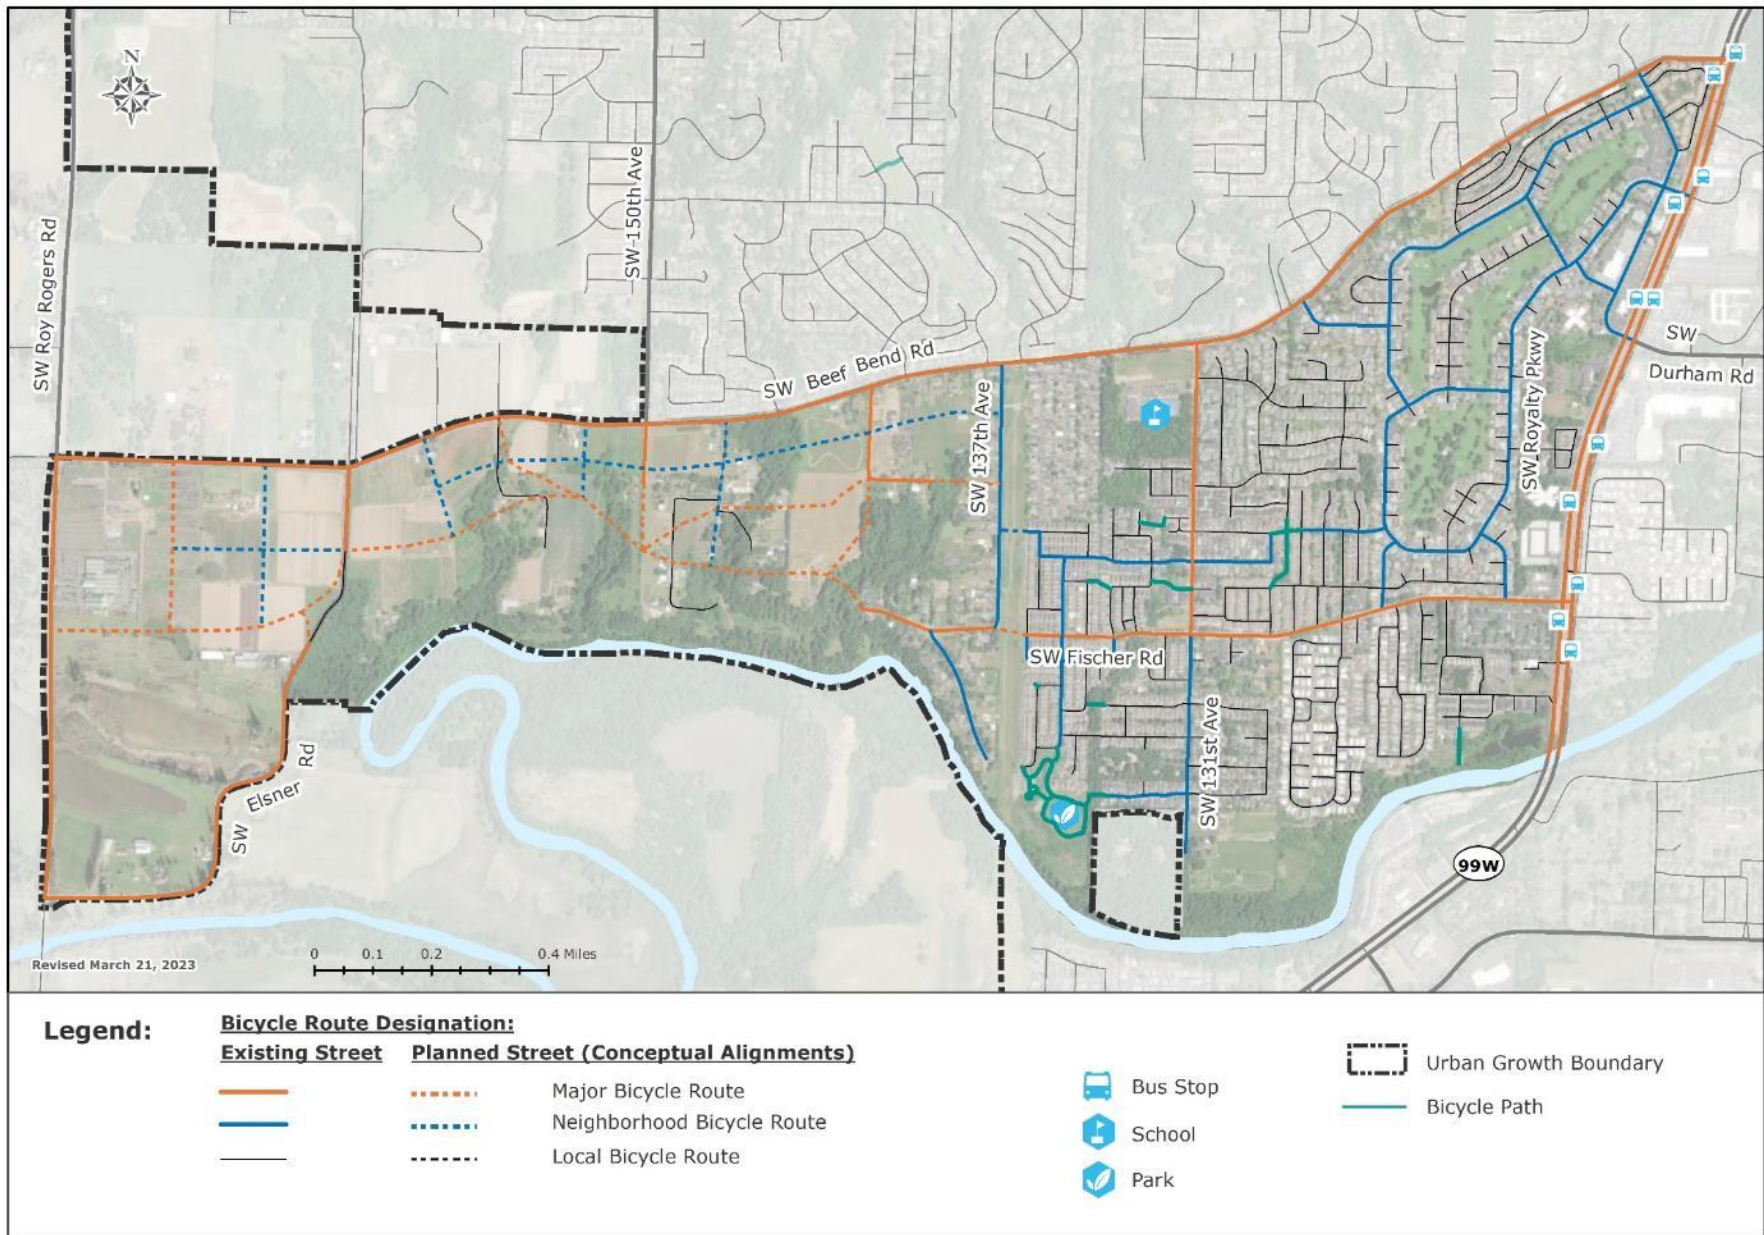 N
SW Roy Rogers Rd
SW 150th Ave
SW Beef Bend Rd
SW 137th Ave
SW Royalty Pkwy
SW
Durham Rd
SW Fischer Rd
SW 131st Ave
SW Elsner Rd
99W
0 0.1 0.2 0.4 Miles
Revised March 21, 2023
Legend:
Bicycle Route Designation:
Existing Street Planned Street (Conceptual Alignments)
Major Bicycle Route
Neighborhood Bicycle Route
Local Bicycle Route
Bus Stop
School
Park
Urban Growth Boundary
Bicycle Path